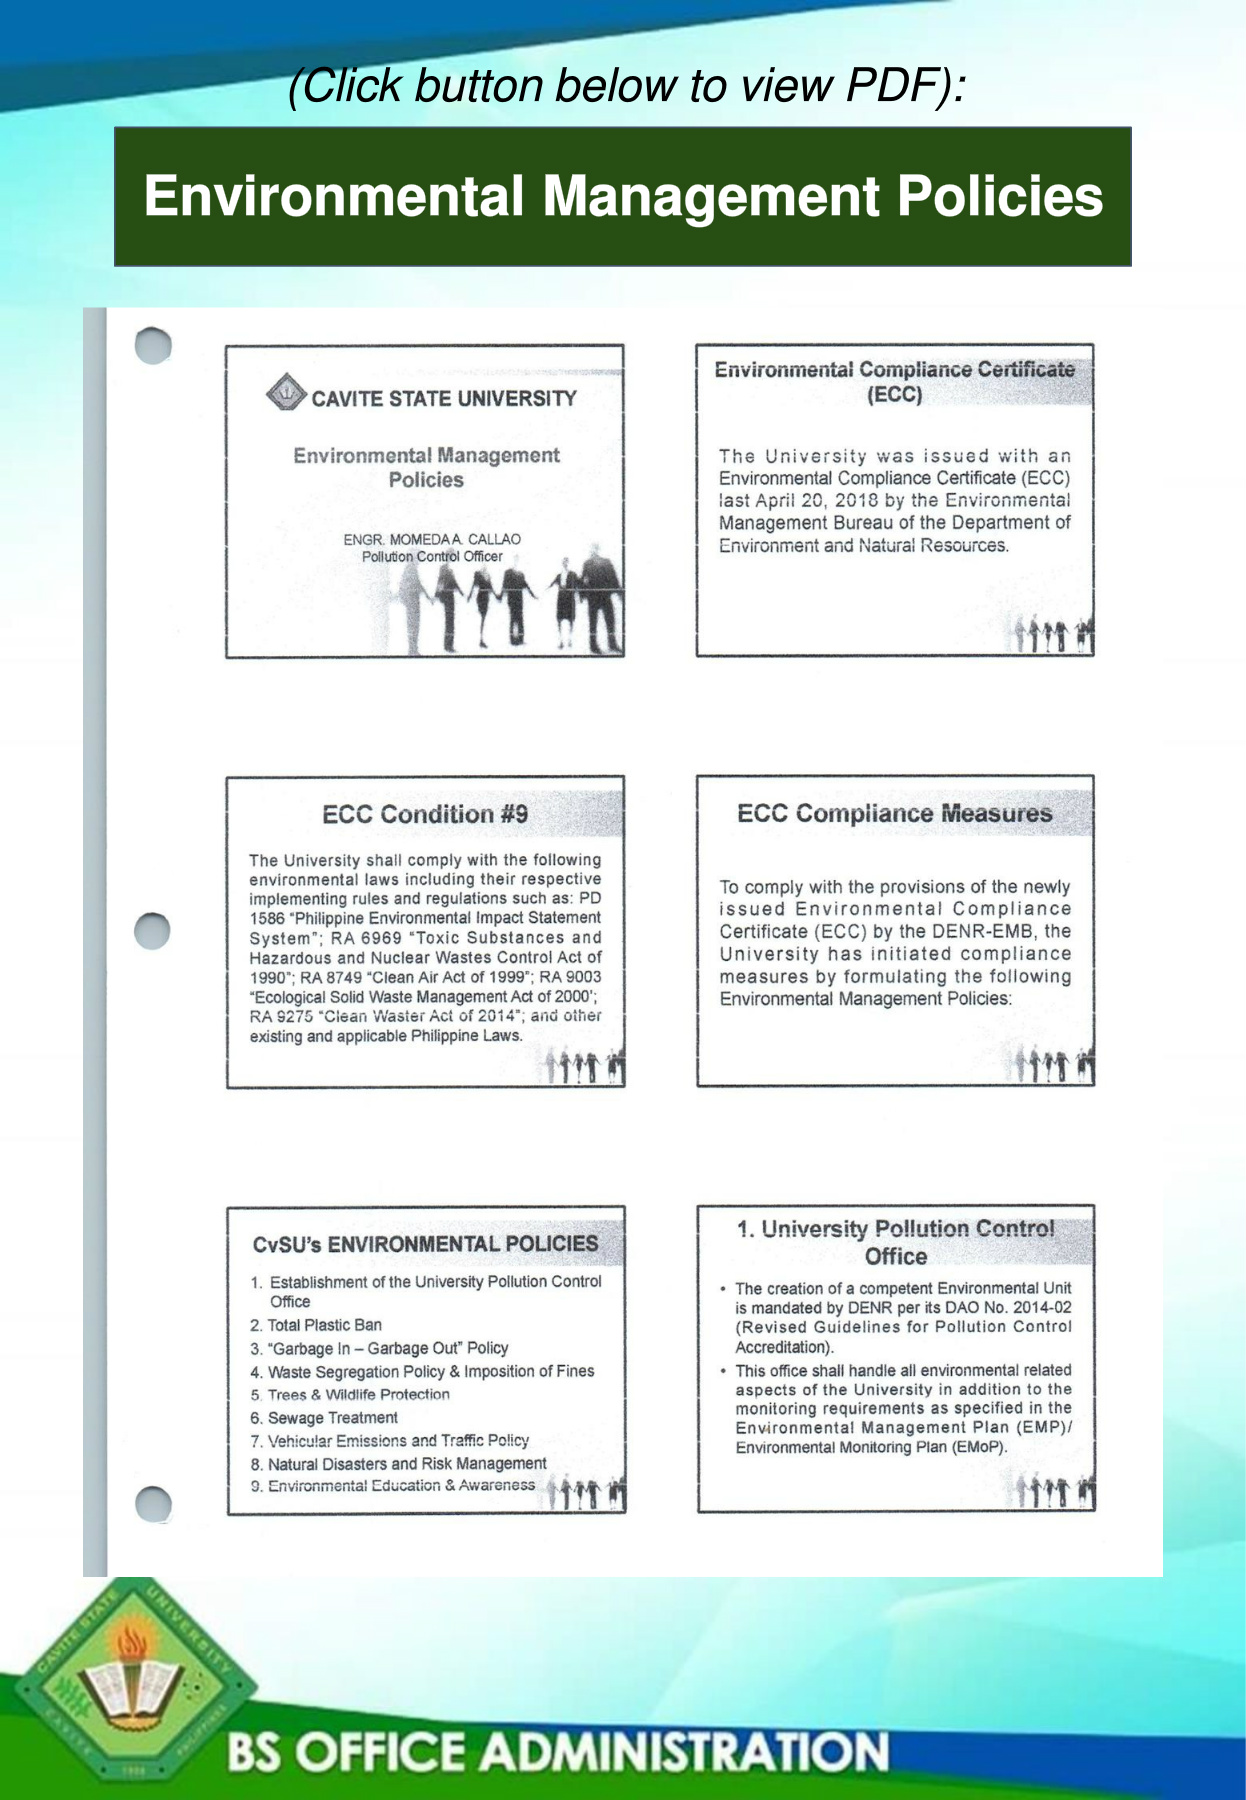 (Click button below to view PDF):
Environmental Management Policies
CAVITE STATE UNIVERSITY
Environmental Management
Policies
ENGR. MOMEDA A. CALLAO
Pollution Control Officer
Environmental Compliance Certificate
(ECC)
The University was issued with an
Environmental Compliance Certificate (ECC)
last April 20, 2018 by the Environmental
Management Bureau of the Department of
Environment and Natural Resources.
ECC Condition #9
The University shall comply with the following
environmental laws including their respective
implementing rules and regulations such as: PD
1586 "Philippine Environmental Impact Statement
System"; RA 6969 "Toxic Substances and
Hazardous and Nuclear Wastes Control Act of
1990"; RA 8749 "Clean Air Act of 1999"; RA 9003
"Ecological Solid Waste Management Act of 2000';
RA 9275 "Clean Waster Act of 2014"; and other
existing and applicable Philippine Laws.
ECC Compliance Measures
To comply with the provisions of the newly
issued Environmental Compliance
Certificate (ECC) by the DENR-EMB, the
University has initiated compliance
measures by formulating the following
Environmental Management Policies:
CvSU's ENVIRONMENTAL POLICIES
1. Establishment of the University Pollution Control
Office
2. Total Plastic Ban
3. "Garbage In – Garbage Out" Policy
4. Waste Segregation Policy & Imposition of Fines
5. Trees & Wildlife Protection
6. Sewage Treatment
7. Vehicular Emissions and Traffic Policy
8. Natural Disasters and Risk Management
9. Environmental Education & Awareness
1. University Pollution Control
Office
• The creation of a competent Environmental Unit
is mandated by DENR per its DAO No. 2014-02
(Revised Guidelines for Pollution Control
Accreditation).
• This office shall handle all environmental related
aspects of the University in addition to the
monitoring requirements as specified in the
Environmental Management Plan (EMP)/
Environmental Monitoring Plan (EMoP).
CAVITE STATE UNIVERSITY
CAVITE PHILIPPINES
1906
BS OFFICE ADMINISTRATION